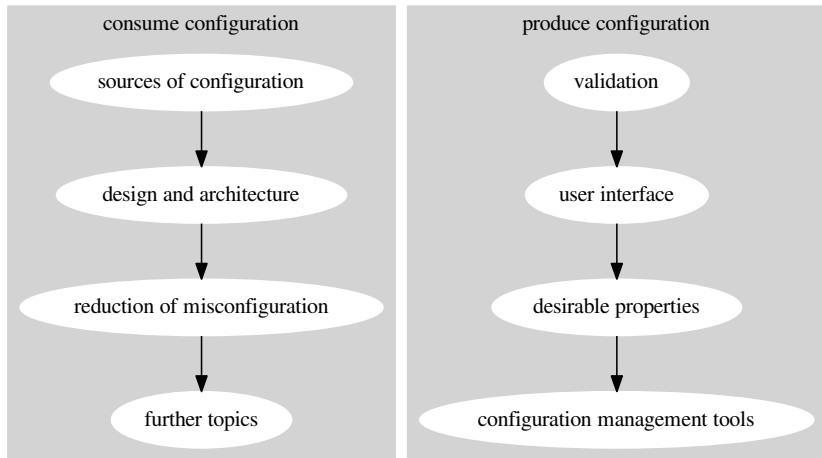 consume configuration
sources of configuration
design and architecture
reduction of misconfiguration
further topics
produce configuration
validation
user interface
desirable properties
configuration management tools